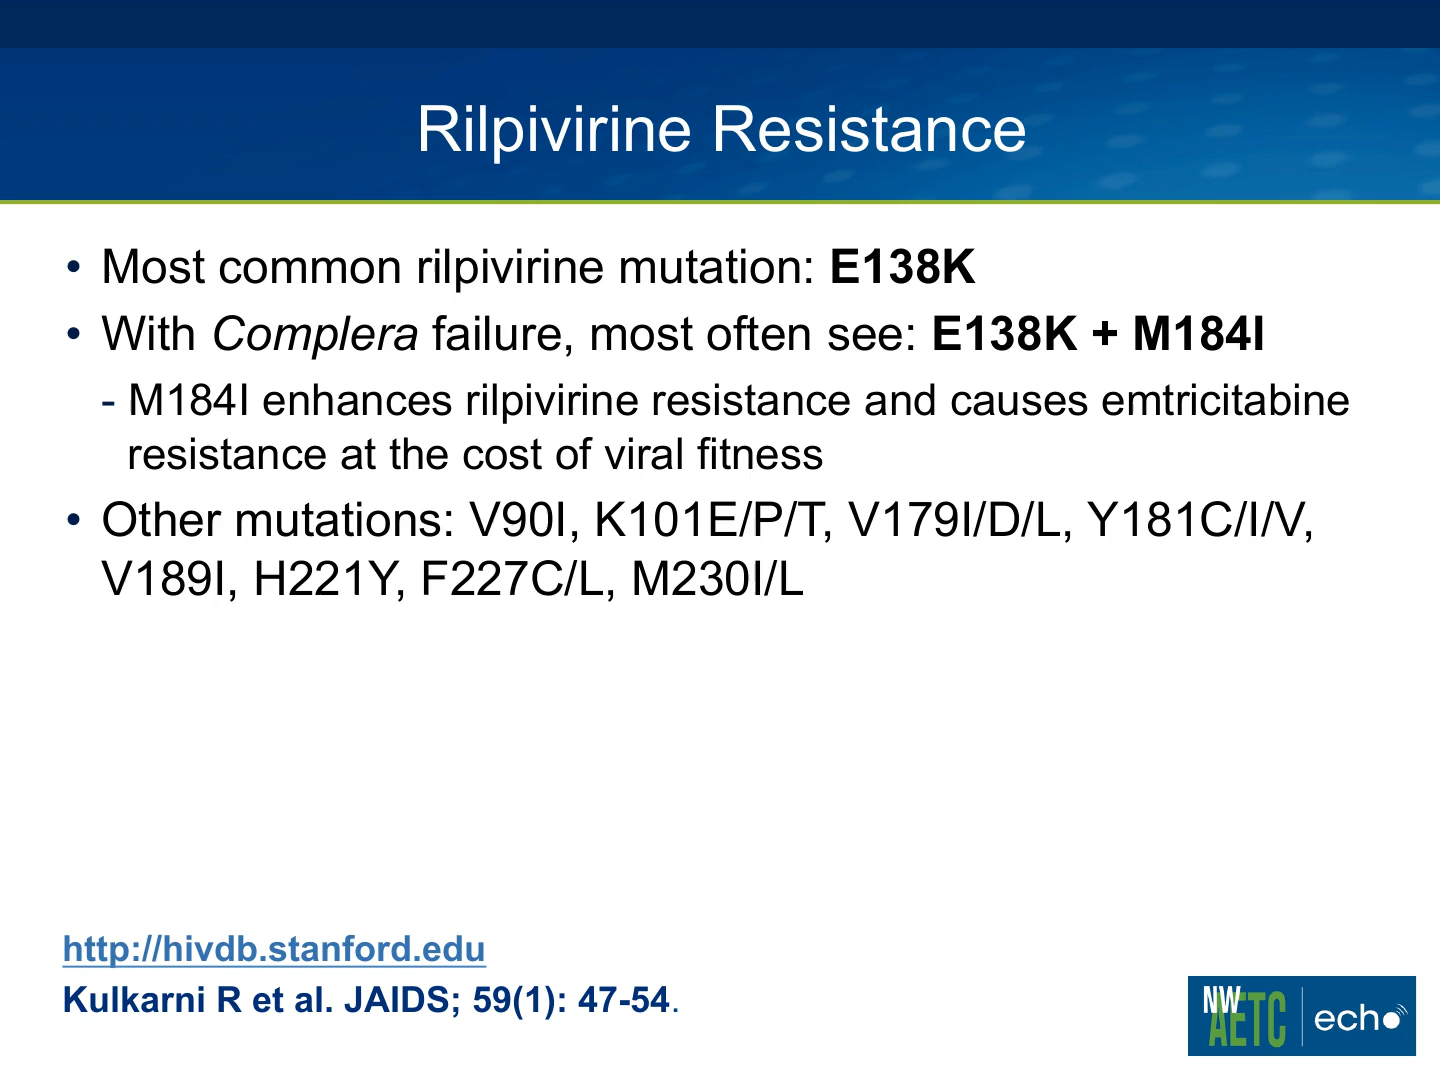 Rilpivirine Resistance
• Most common rilpivirine mutation: E138K
• With Complera failure, most often see: E138K + M184I
- M184I enhances rilpivirine resistance and causes emtricitabine
resistance at the cost of viral fitness
• Other mutations: V90I, K101E/P/T, V179I/D/L, Y181C/I/V,
V189I, H221Y, F227C/L, M230I/L
http://hivdb.stanford.edu
Kulkarni R et al. JAIDS; 59(1): 47-54.
NW
AETC
echo